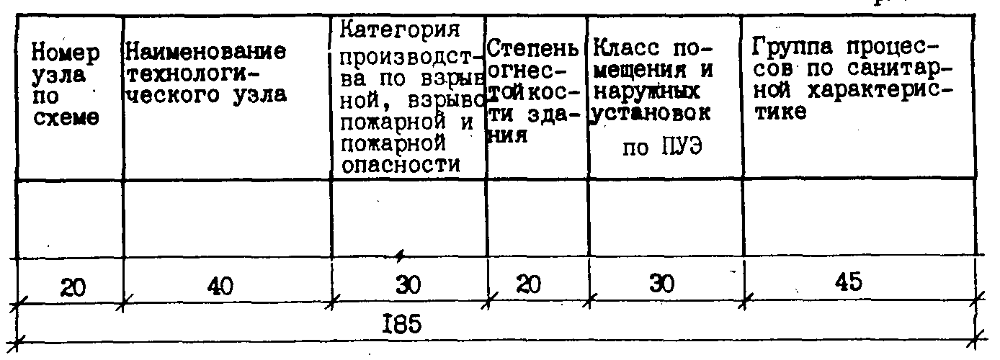 Номер
узла
по
схеме
Наименование
технологи-
ческого узла
Категория
производст-
ва по взрыв
ной, взрыво
пожарной и
пожарной
опасности
Степень
огнес-
тойкос-
ти зда-
ния
Класс по-
мещения и
наружных
установок
по ПУЭ
Группа процес-
сов по санитар-
ной характерис-
тике
20 40 30 20 30 45
185